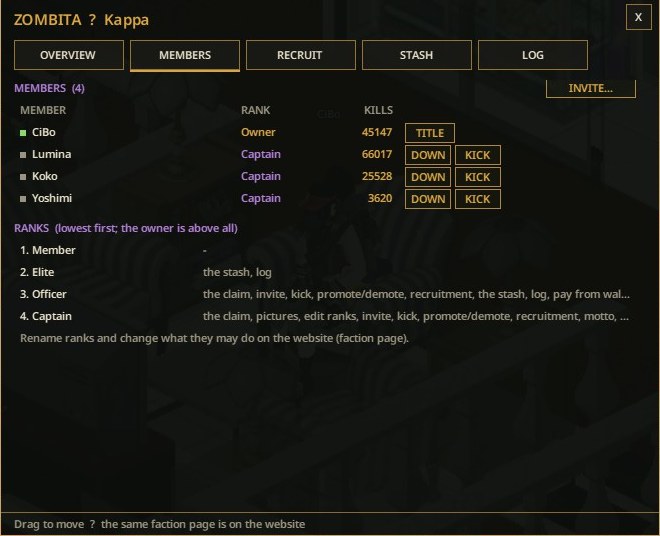 ZOMBITA ? Kappa
X
OVERVIEW MEMBERS RECRUIT STASH LOG
MEMBERS (4) INVITE...
MEMBER RANK KILLS
CiBo Owner 45147 TITLE
Lumina Captain 66017 DOWN KICK
Koko Captain 25528 DOWN KICK
Yoshimi Captain 3620 DOWN KICK
RANKS (lowest first; the owner is above all)
1. Member -
2. Elite the stash, log
3. Officer the claim, invite, kick, promote/demote, recruitment, the stash, log, pay from wal...
4. Captain the claim, pictures, edit ranks, invite, kick, promote/demote, recruitment, motto, ...
Rename ranks and change what they may do on the website (faction page).
Drag to move ? the same faction page is on the website